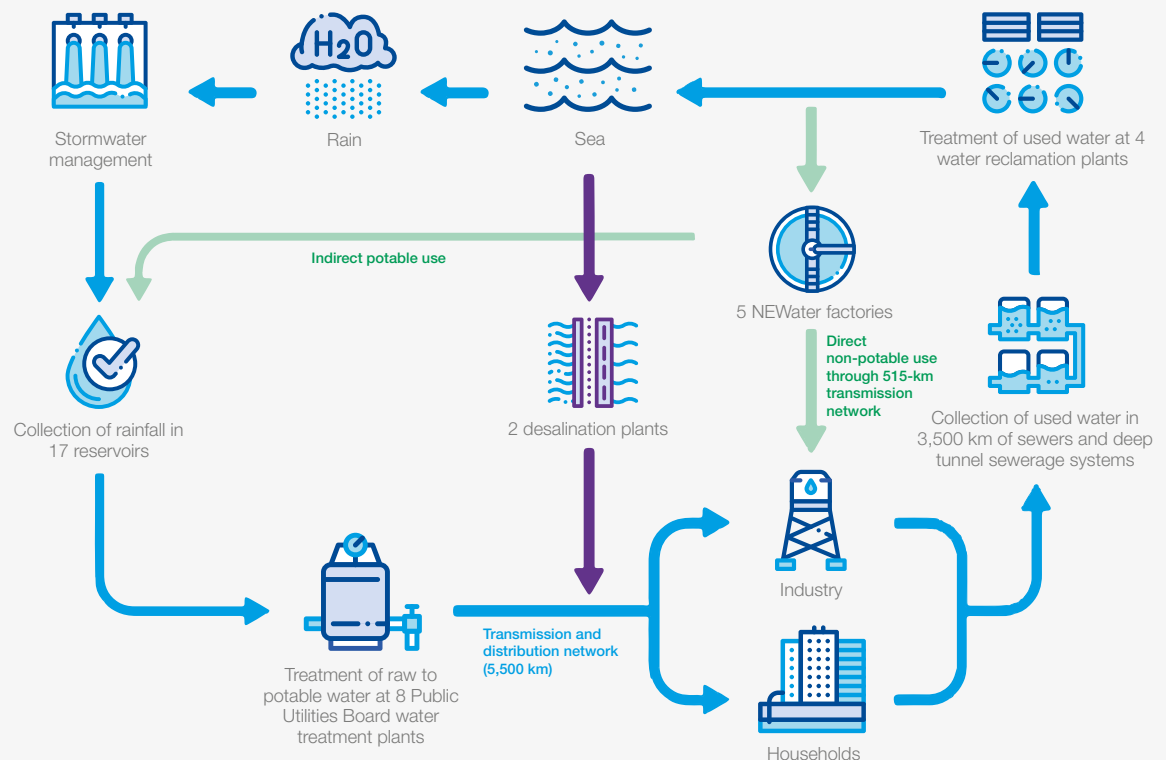 H2O
Stormwater
management
Rain
Sea
Treatment of used water at 4
water reclamation plants
Indirect potable use
5 NEWater factories
Direct
non-potable use
through 515-km
transmission
network
Collection of rainfall in
17 reservoirs
2 desalination plants
Collection of used water in
3,500 km of sewers and deep
tunnel sewerage systems
Industry
Transmission and
distribution network
(5,500 km)
Treatment of raw to
potable water at 8 Public
Utilities Board water
treatment plants
Households